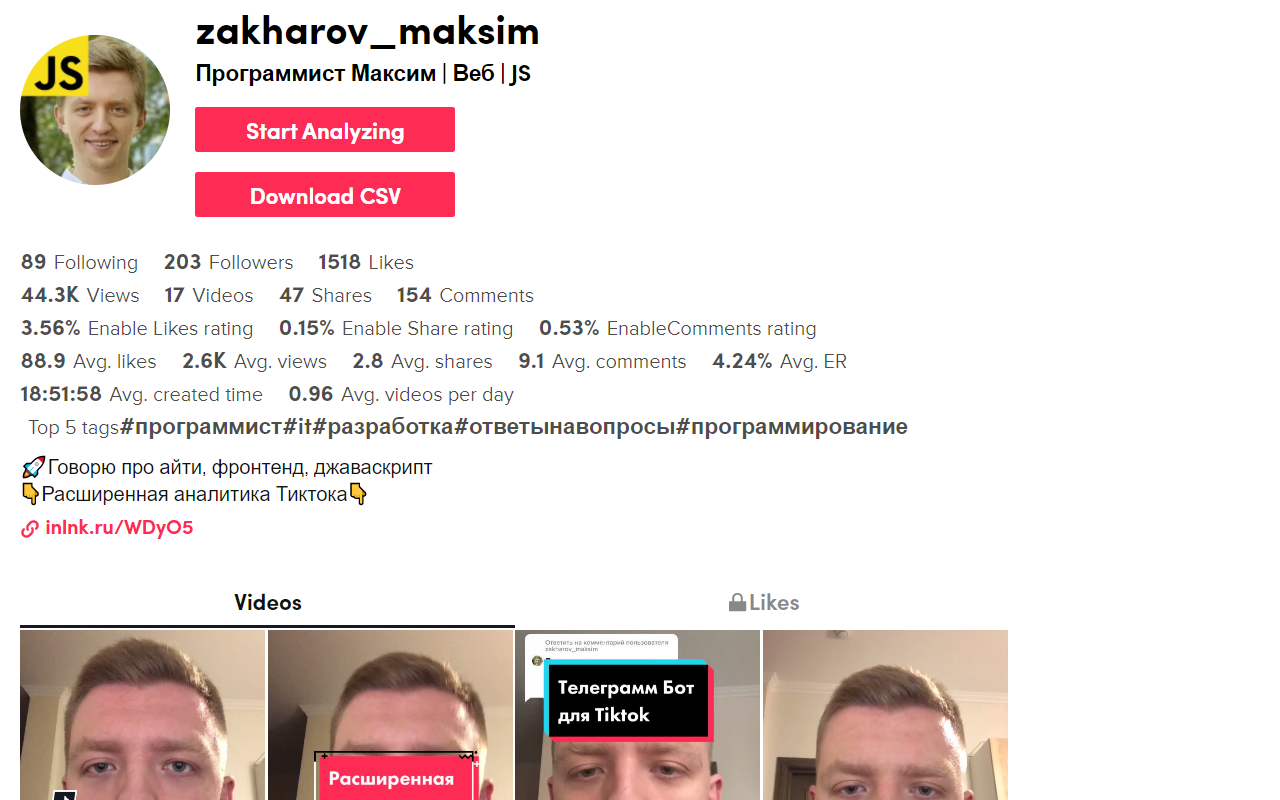 zakharov_maksim
JS
Программист Максим | Веб | JS
Start Analyzing
Download CSV
89 Following 203 Followers 1518 Likes
44.3K Views 17 Videos 47 Shares 154 Comments
3.56% Enable Likes rating 0.15% Enable Share rating 0.53% EnableComments rating
88.9 Avg. likes 2.6K Avg. views 2.8 Avg. shares 9.1 Avg. comments 4.24% Avg. ER
18:51:58 Avg. created time 0.96 Avg. videos per day
Top 5 tags#программист#it#разработка#ответынавопросы#программирование
🚀Говорю про айти, фронтенд, джаваскрипт
👇Расширенная аналитика Тиктока👇
inlnk.ru/WDyO5
Videos Likes
Ответить на комментарий пользователя
zakharov_maksim
Телеграмм Бот
для Tiktok
Расширенная